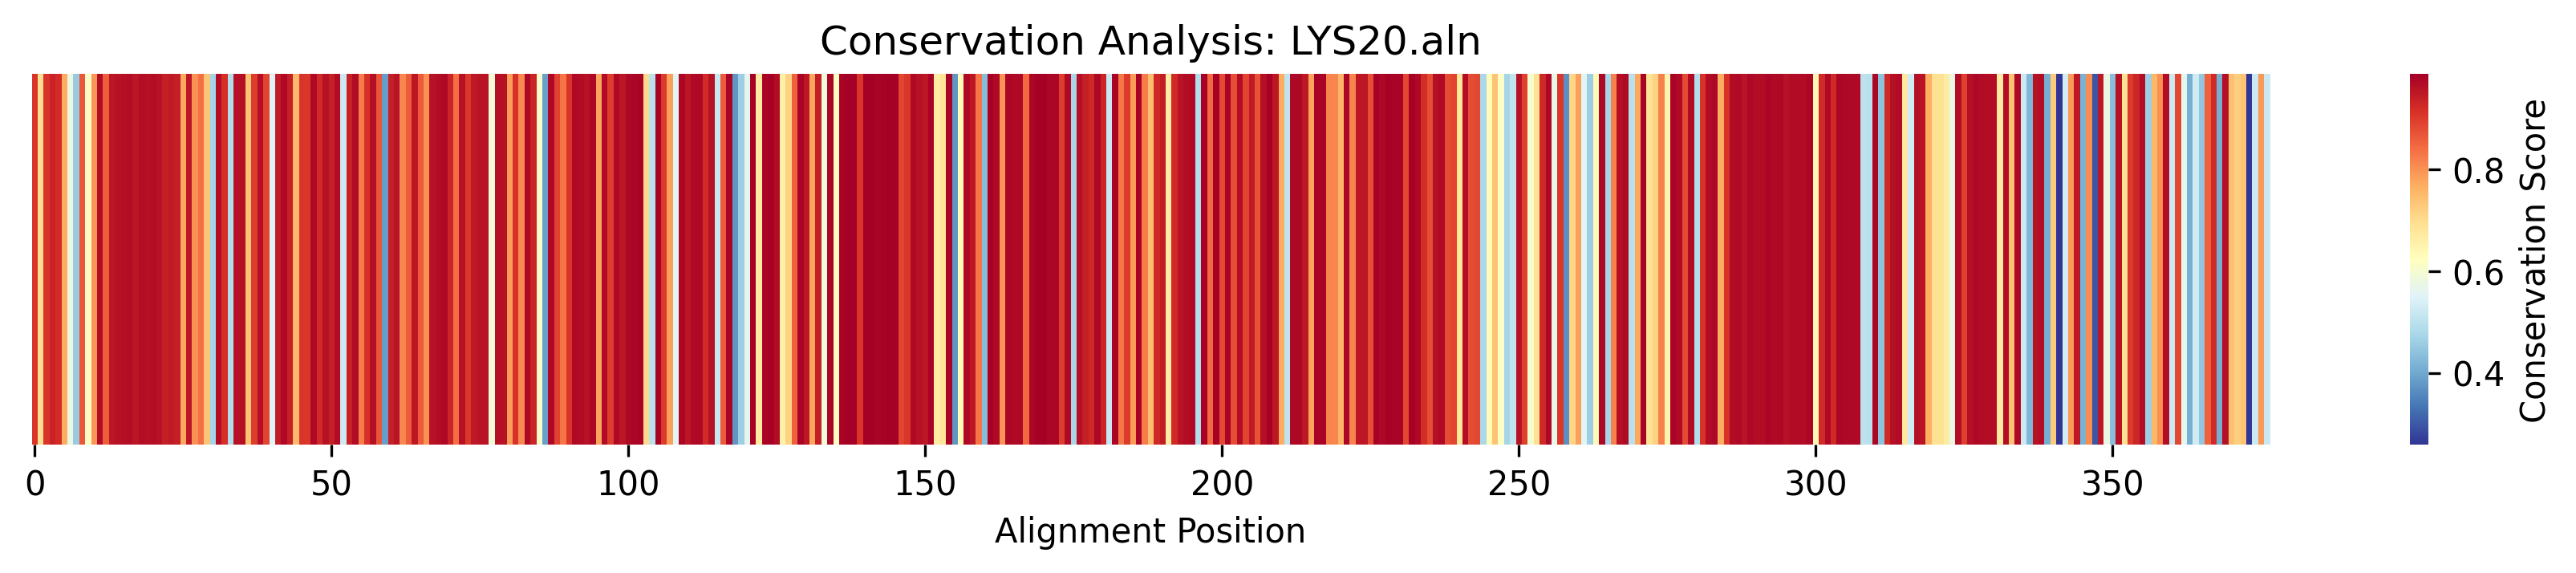 Conservation Analysis: LYS20.aln
0 50 100 150 200 250 300 350
Alignment Position
0.8
0.6
0.4
Conservation Score